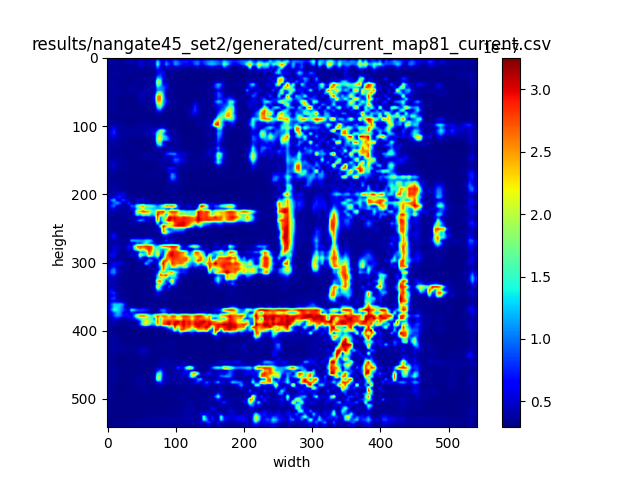 results/nangate45_set2/generated/current_map81_current.csv
1e−7
0
100
200
300
400
500
height
0 100 200 300 400 500
width
3.0
2.5
2.0
1.5
1.0
0.5